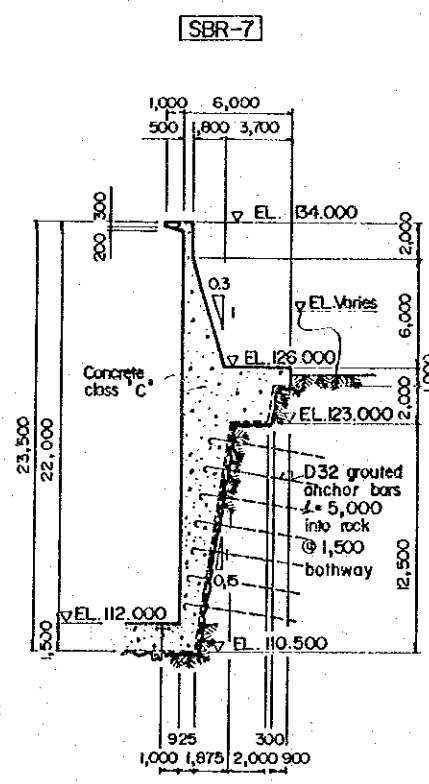 SBR-7
1,000 6,000
500 1,800 3,700
300
200
EL. 134.000
2,000
0.3
1
EL. Varies
6,000
EL. 126.000
1,000
Concrete
class "C"
2,000
EL. 123.000
23,500
22,000
D32 grouted
anchor bars
ℓ= 5,000
into rock
@ 1,500
bothway
12,500
1
0.15
EL. 112.000
1,500
EL. 110.500
925 300
1,000 1,875 2,000 900